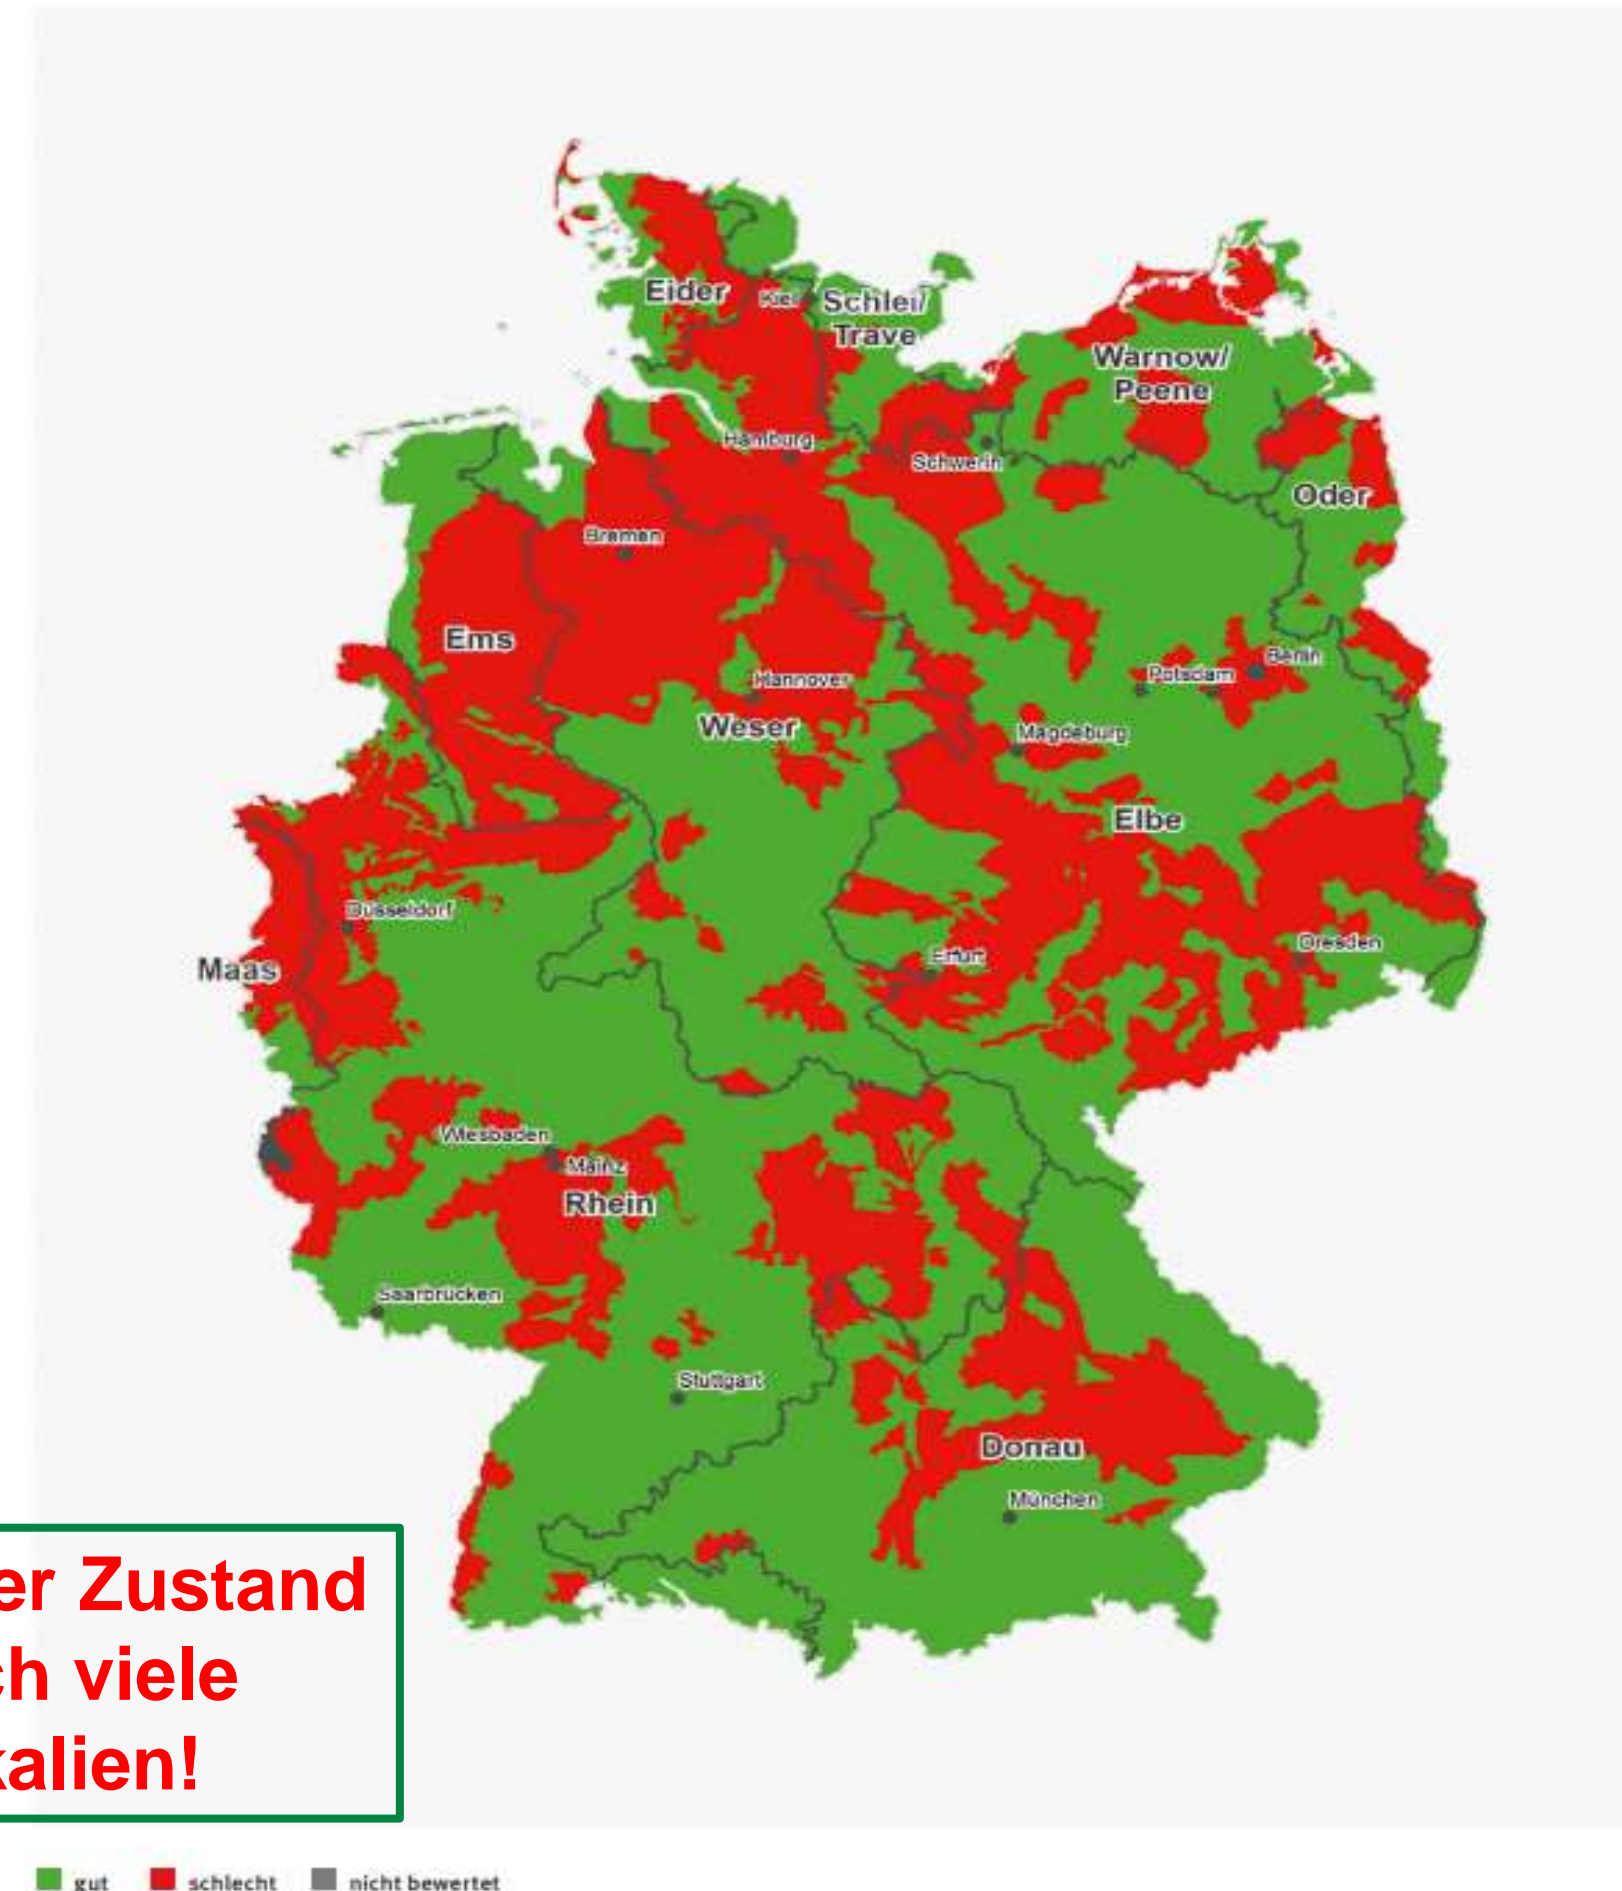 Eider
Kiel
Schlei/
Trave
Warnow/
Peene
Hamburg
Schwerin
Oder
Bremen
Ems
Berlin
Potsdam
Hannover
Weser
Magdeburg
Elbe
Düsseldorf
Dresden
Erfurt
Maas
Wiesbaden
Mainz
Rhein
Saarbrücken
Stuttgart
Donau
München
er Zustand
ch viele
kalien!
gut schlecht nicht bewertet